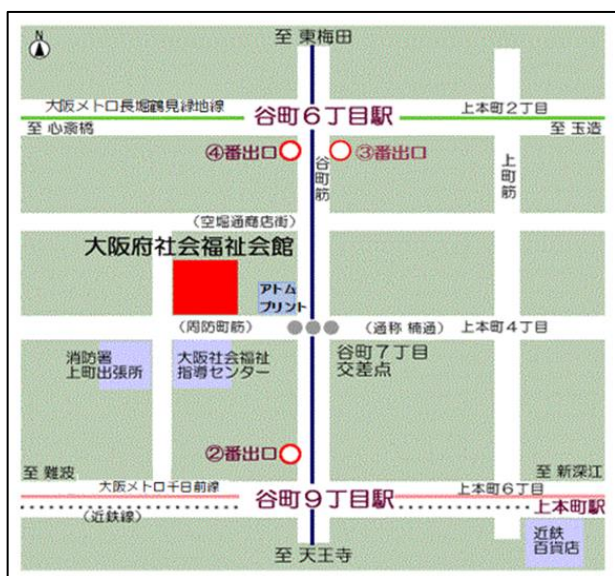 N
至 東梅田
大阪メトロ長堀鶴見緑地線
谷町6丁目駅
上本町2丁目
至 心斎橋
至 玉造
④番出口
③番出口
谷町筋
上町筋
(空堀通商店街)
大阪府社会福祉会館
アトム
プリント
(周防町筋)
(通称 楠通)
上本町4丁目
消防署
上町出張所
大阪社会福祉
指導センター
谷町7丁目
交差点
②番出口
至 難波
至 新深江
大阪メトロ千日前線
谷町9丁目駅
上本町6丁目
(近鉄線)
上本町駅
至 天王寺
近鉄
百貨店